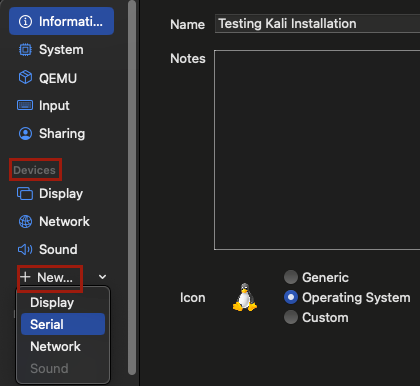 Informati...
System
QEMU
Input
Sharing
Devices
Display
Network
Sound
New...
Display
Serial
Network
Sound
Name Testing Kali Installation
Notes
Icon
Generic
Operating System
Custom